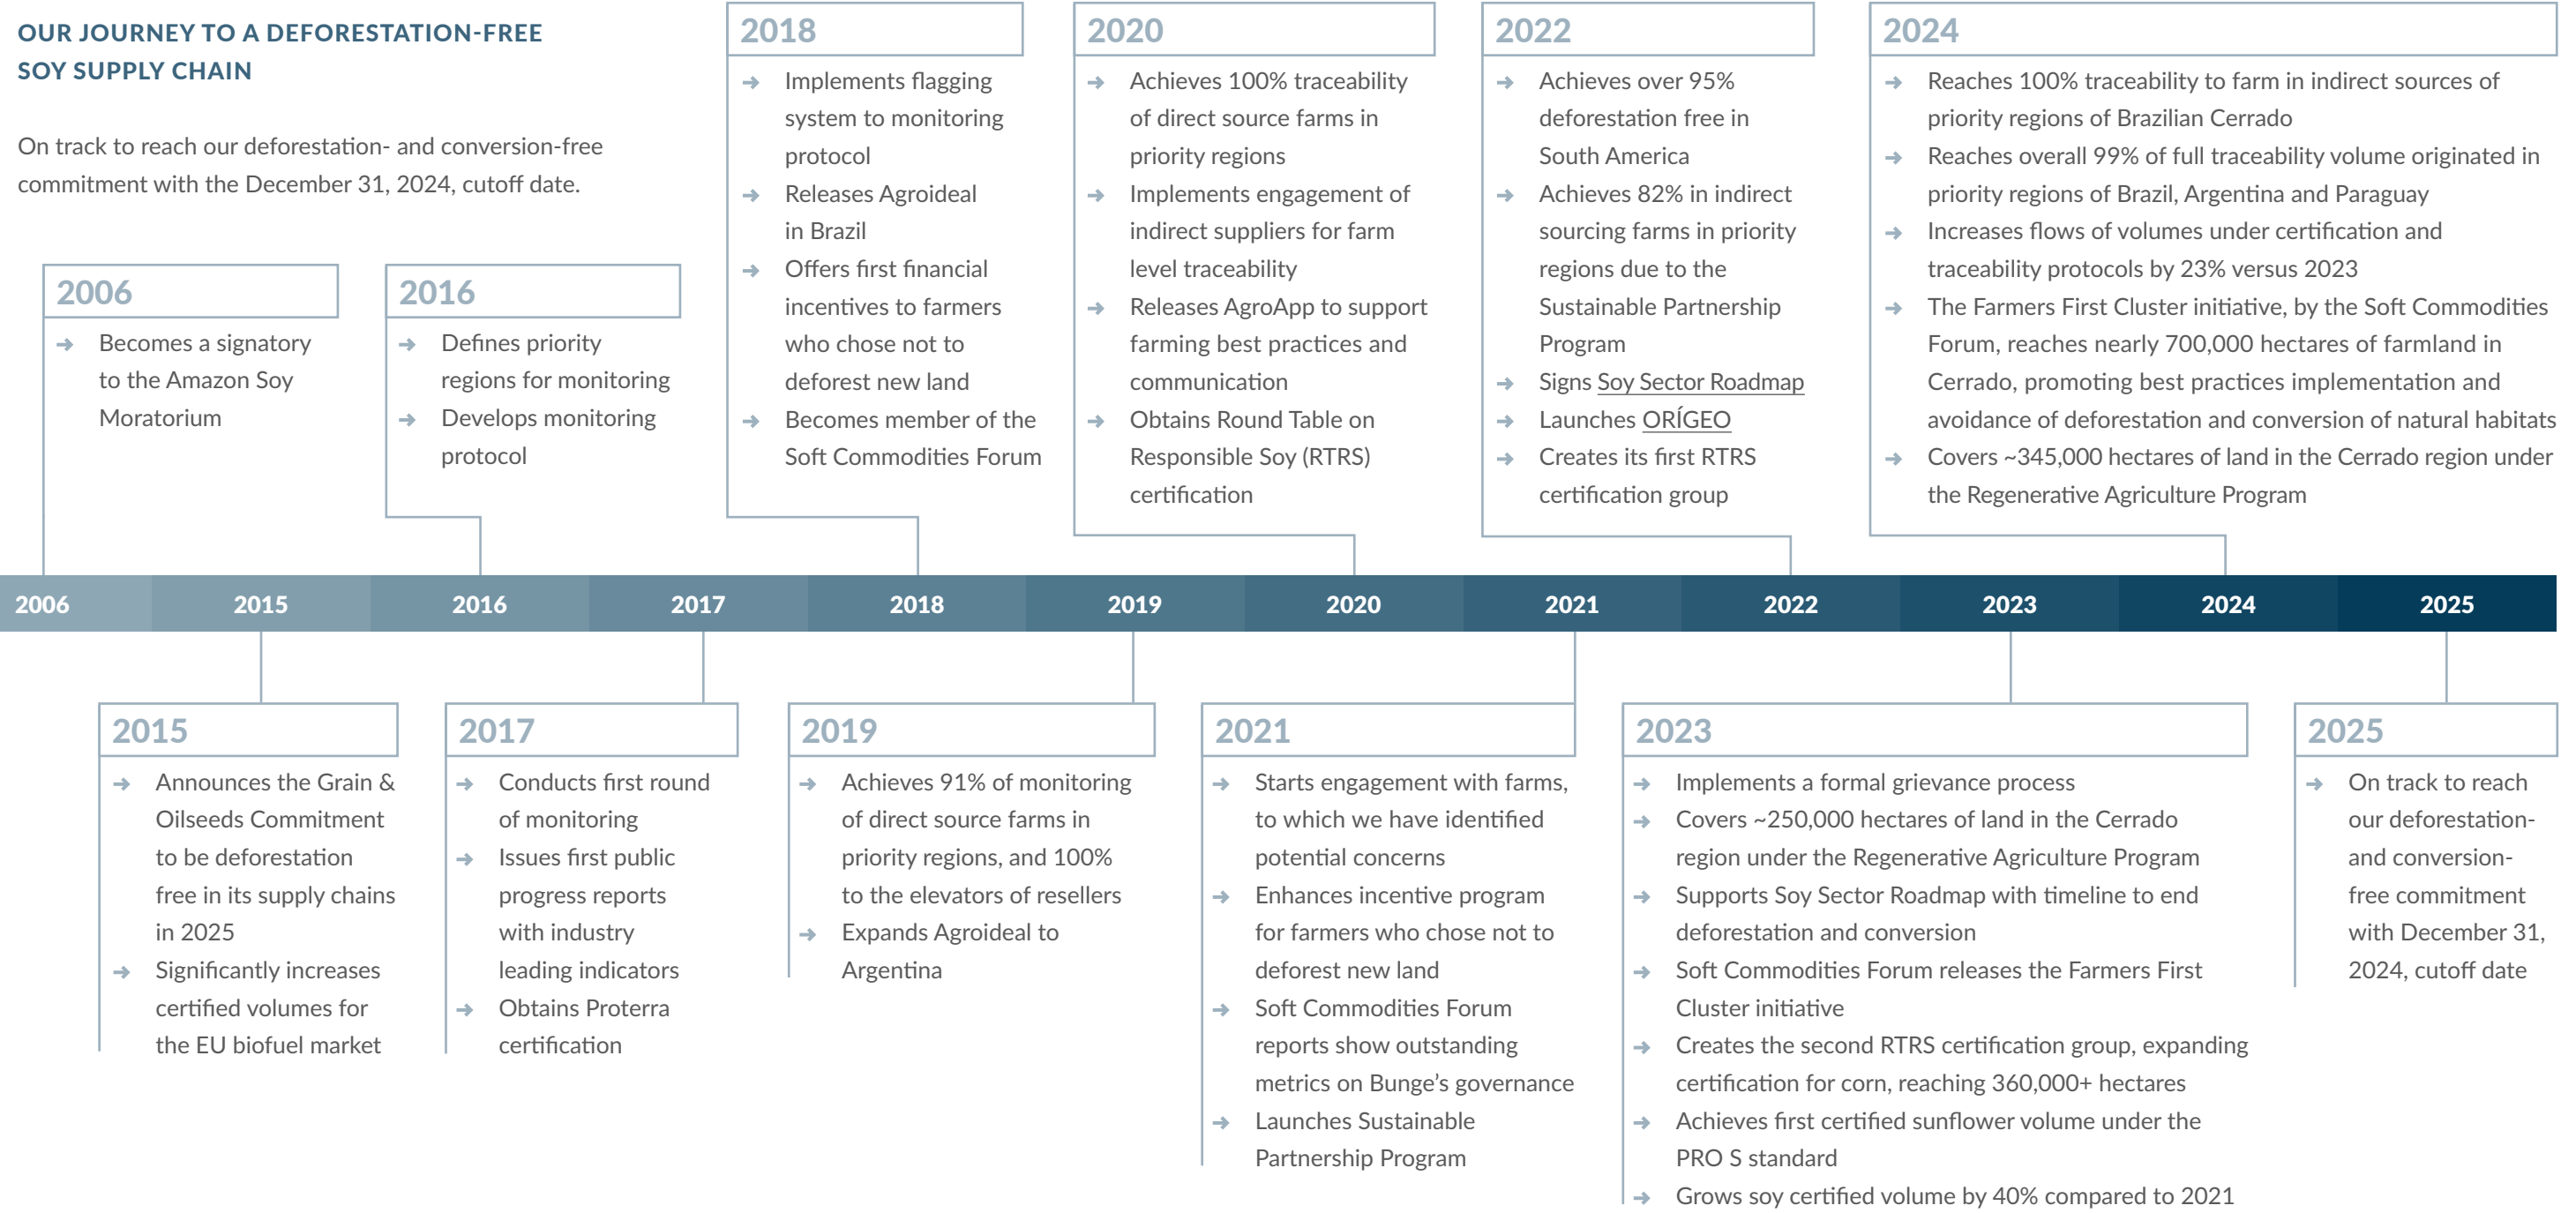 OUR JOURNEY TO A DEFORESTATION-FREE
SOY SUPPLY CHAIN
On track to reach our deforestation- and conversion-free
commitment with the December 31, 2024, cutoff date.
2006
Becomes a signatory
to the Amazon Soy
Moratorium
2016
Defines priority
regions for monitoring
Develops monitoring
protocol
2018
Implements flagging
system to monitoring
protocol
Releases Agroideal
in Brazil
Offers first financial
incentives to farmers
who chose not to
deforest new land
Becomes member of the
Soft Commodities Forum
2020
Achieves 100% traceability
of direct source farms in
priority regions
Implements engagement of
indirect suppliers for farm
level traceability
Releases AgroApp to support
farming best practices and
communication
Obtains Round Table on
Responsible Soy (RTRS)
certification
2022
Achieves over 95%
deforestation free in
South America
Achieves 82% in indirect
sourcing farms in priority
regions due to the
Sustainable Partnership
Program
Signs Soy Sector Roadmap
Launches ORÍGEO
Creates its first RTRS
certification group
2024
Reaches 100% traceability to farm in indirect sources of
priority regions of Brazilian Cerrado
Reaches overall 99% of full traceability volume originated in
priority regions of Brazil, Argentina and Paraguay
Increases flows of volumes under certification and
traceability protocols by 23% versus 2023
The Farmers First Cluster initiative, by the Soft Commodities
Forum, reaches nearly 700,000 hectares of farmland in
Cerrado, promoting best practices implementation and
avoidance of deforestation and conversion of natural habitats
Covers ~345,000 hectares of land in the Cerrado region under
the Regenerative Agriculture Program
2006 2015 2016 2017 2018 2019 2020 2021 2022 2023 2024 2025
2015
Announces the Grain &
Oilseeds Commitment
to be deforestation
free in its supply chains
in 2025
Significantly increases
certified volumes for
the EU biofuel market
2017
Conducts first round
of monitoring
Issues first public
progress reports
with industry
leading indicators
Obtains Proterra
certification
2019
Achieves 91% of monitoring
of direct source farms in
priority regions, and 100%
to the elevators of resellers
Expands Agroideal to
Argentina
2021
Starts engagement with farms,
to which we have identified
potential concerns
Enhances incentive program
for farmers who chose not to
deforest new land
Soft Commodities Forum
reports show outstanding
metrics on Bunge’s governance
Launches Sustainable
Partnership Program
2023
Implements a formal grievance process
Covers ~250,000 hectares of land in the Cerrado
region under the Regenerative Agriculture Program
Supports Soy Sector Roadmap with timeline to end
deforestation and conversion
Soft Commodities Forum releases the Farmers First
Cluster initiative
Creates the second RTRS certification group, expanding
certification for corn, reaching 360,000+ hectares
Achieves first certified sunflower volume under the
PRO S standard
Grows soy certified volume by 40% compared to 2021
2025
On track to reach
our deforestation-
and conversion-
free commitment
with December 31,
2024, cutoff date